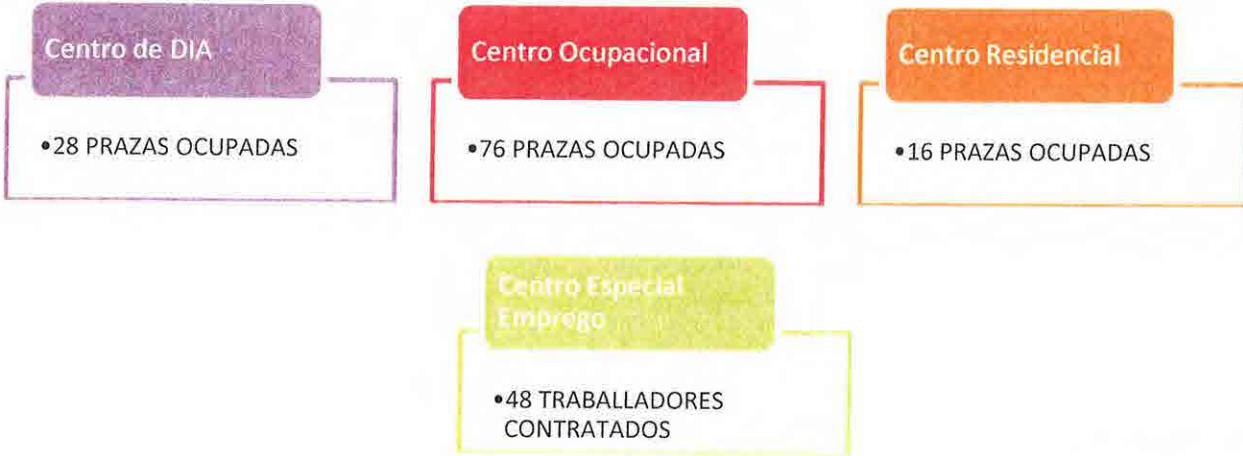 Centro de DIA
•28 PRAZAS OCUPADAS
Centro Ocupacional
•76 PRAZAS OCUPADAS
Centro Residencial
•16 PRAZAS OCUPADAS
Centro Especial
Emprego
•48 TRABALLADORES
CONTRATADOS